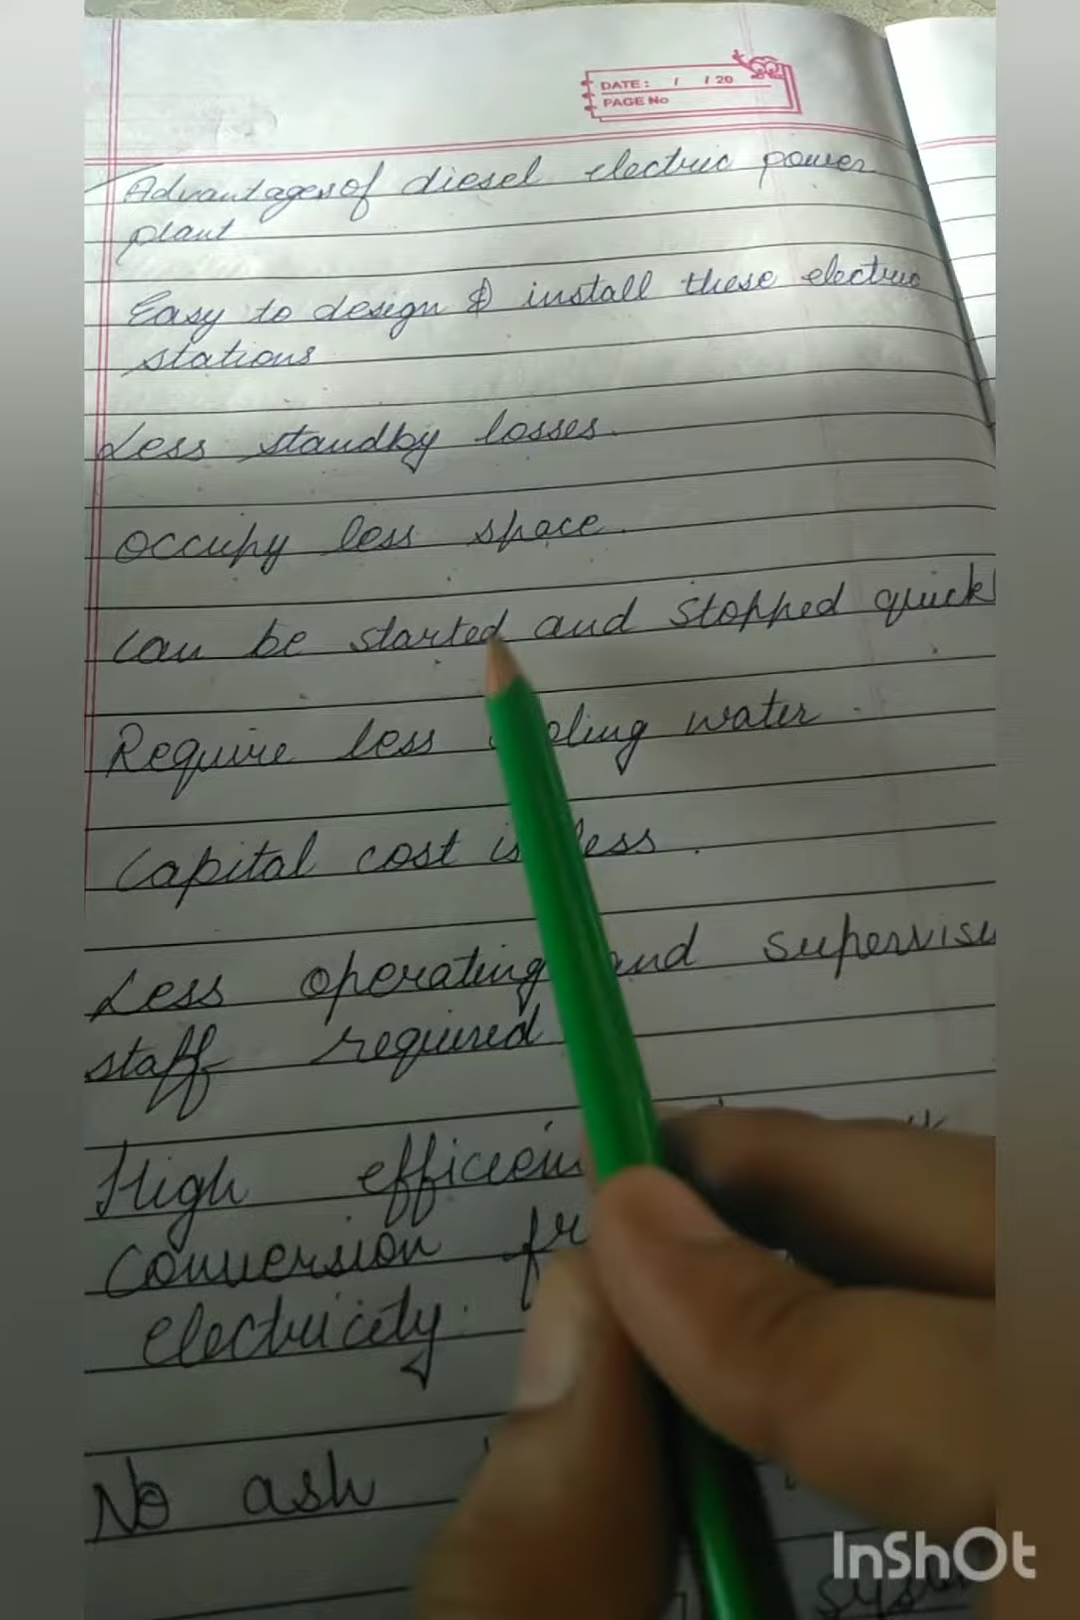 DATE: / / 20
PAGE No
Advantages of diesel electric power
plant
Easy to design & install these electric
stations
Less standby losses.
Occupy less space.
Can be started and stopped quick
Require less water.
Capital cost is less.
Less operating and
staff required
High
conversion
electricity.
No ash
InShOt